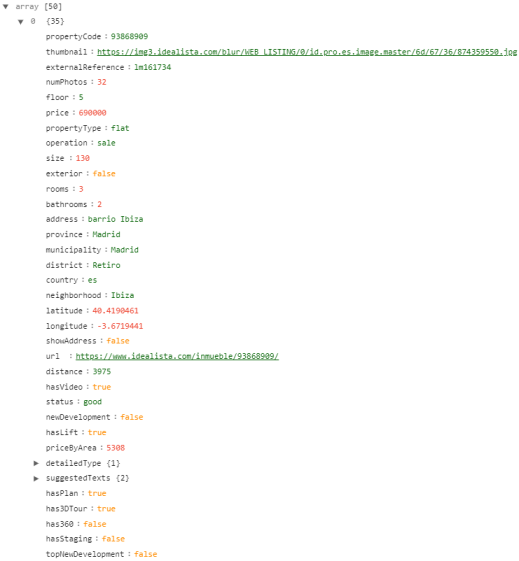 array [50]
0 {35}
propertyCode : 93868909
thumbnail : https://img3.idealista.com/blur/WEB_LISTING/0/id.pro.es.image.master/6d/67/36/874359550.jpg
externalReference : lm161734
numPhotos : 32
floor : 5
price : 690000
propertyType : flat
operation : sale
size : 130
exterior : false
rooms : 3
bathrooms : 2
address : barrio Ibiza
province : Madrid
municipality : Madrid
district : Retiro
country : es
neighborhood : Ibiza
latitude : 40.4190461
longitude : -3.6719441
showAddress : false
url : https://www.idealista.com/inmueble/93868909/
distance : 3975
hasVideo : true
status : good
newDevelopment : false
hasLift : true
priceByArea : 5308
detailedType {1}
suggestedTexts {2}
hasPlan : true
has3DTour : true
has360 : false
hasStaging : false
topNewDevelopment : false